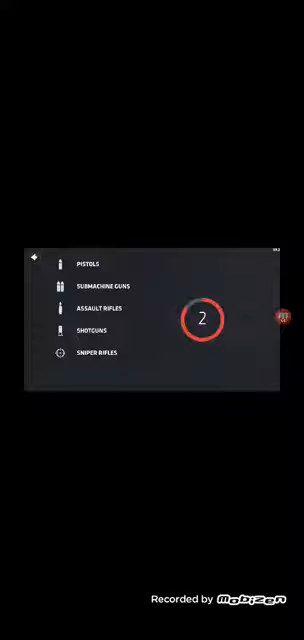 PISTOLS
SUBMACHINE GUNS
ASSAULT RIFLES
2
SHOTGUNS
SNIPER RIFLES
Recorded by mobizen